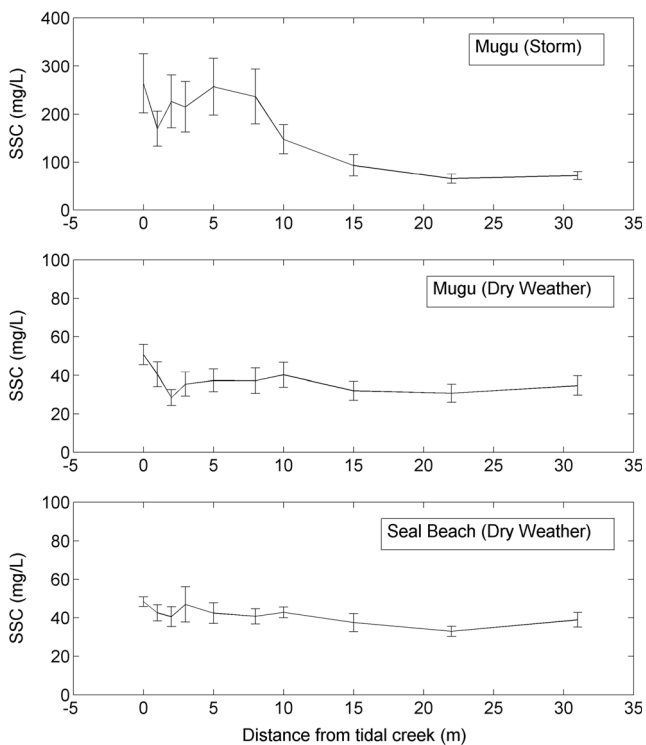 400
300
200
100
0
SSC (mg/L)
Mugu (Storm)
-5 0 5 10 15 20 25 30 35
100
80
60
40
20
0
SSC (mg/L)
Mugu (Dry Weather)
-5 0 5 10 15 20 25 30 35
100
80
60
40
20
0
SSC (mg/L)
Seal Beach (Dry Weather)
-5 0 5 10 15 20 25 30 35
Distance from tidal creek (m)